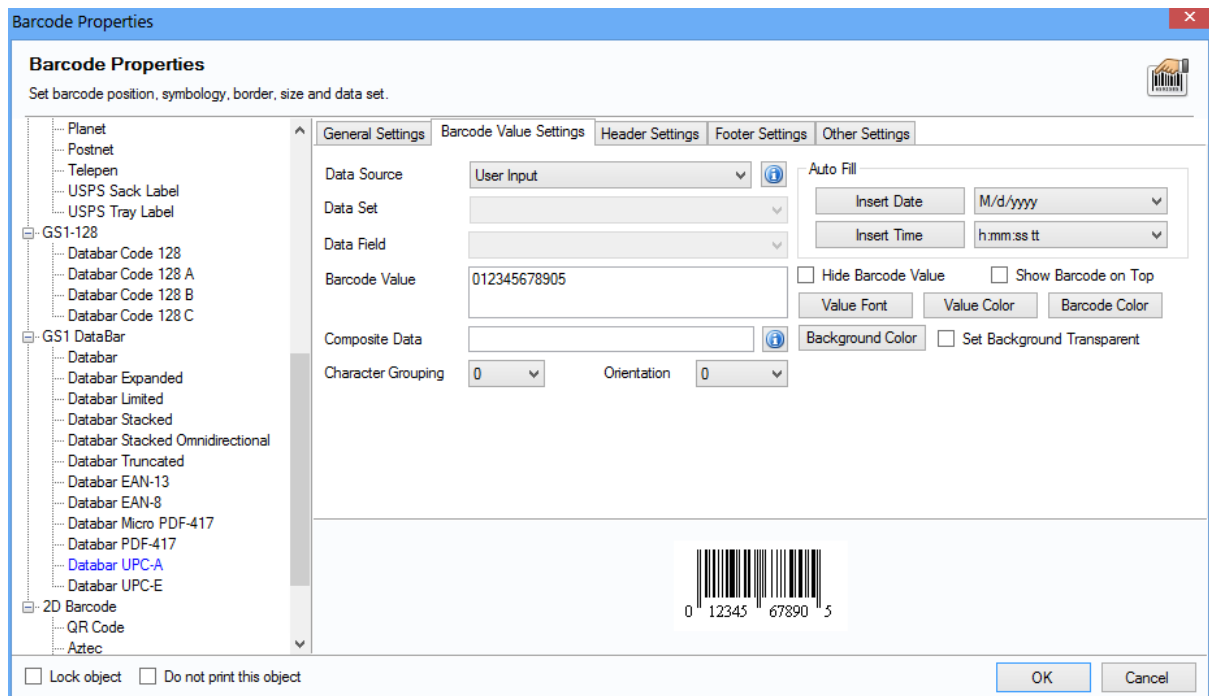 Barcode Properties
Barcode Properties
Set barcode position, symbology, border, size and data set.
Planet
Postnet
Telepen
USPS Sack Label
USPS Tray Label
GS1-128
Databar Code 128
Databar Code 128 A
Databar Code 128 B
Databar Code 128 C
GS1 DataBar
Databar
Databar Expanded
Databar Limited
Databar Stacked
Databar Stacked Omnidirectional
Databar Truncated
Databar EAN-13
Databar EAN-8
Databar Micro PDF-417
Databar PDF-417
Databar UPC-A
Databar UPC-E
2D Barcode
QR Code
Aztec
General Settings Barcode Value Settings Header Settings Footer Settings Other Settings
Data Source User Input
Data Set
Data Field
Barcode Value 012345678905
Composite Data
Character Grouping 0 Orientation 0
Auto Fill
Insert Date M/d/yyyy
Insert Time h:mm:ss tt
Hide Barcode Value Show Barcode on Top
Value Font Value Color Barcode Color
Background Color Set Background Transparent
0 12345 67890 5
Lock object Do not print this object
OK Cancel